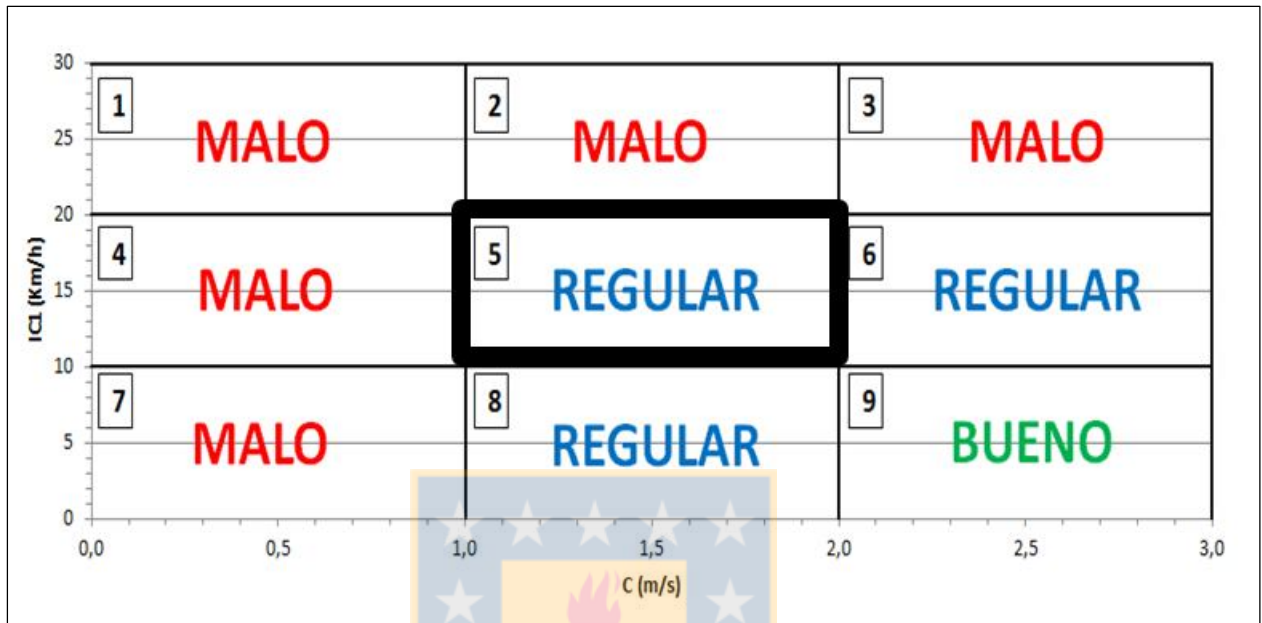 30
1
2
3
25
MALO
MALO
MALO
20
4
5
6
15
MALO
REGULAR
REGULAR
IC1 (Km/h)
10
7
8
9
5
MALO
REGULAR
BUENO
0
0,0
0,5
1,0
1,5
2,0
2,5
3,0
C (m/s)